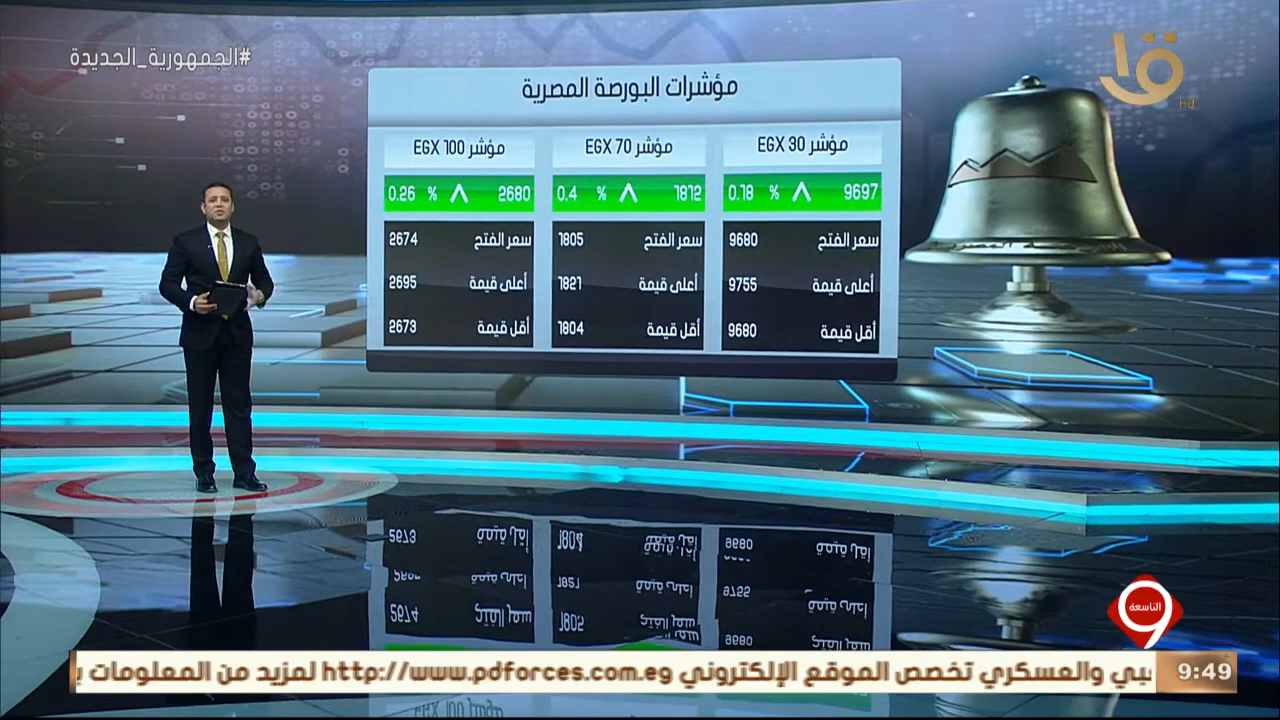 #الجمهورية_الجديدة
مؤشرات البورصة المصرية
مؤشر EGX 30
9697 % 0.18
سعر الفتح 9680
أعلى قيمة 9755
أقل قيمة 9680
مؤشر EGX 70
1812 % 0.4
سعر الفتح 1805
أعلى قيمة 1821
أقل قيمة 1804
مؤشر EGX 100
2680 % 0.26
سعر الفتح 2674
أعلى قيمة 2695
أقل قيمة 2673
HD
التاسعة
9
9:49
والعسكري تخصص الموقع الإلكتروني http://www.pdforces.com.eg لمزيد من المعلومات